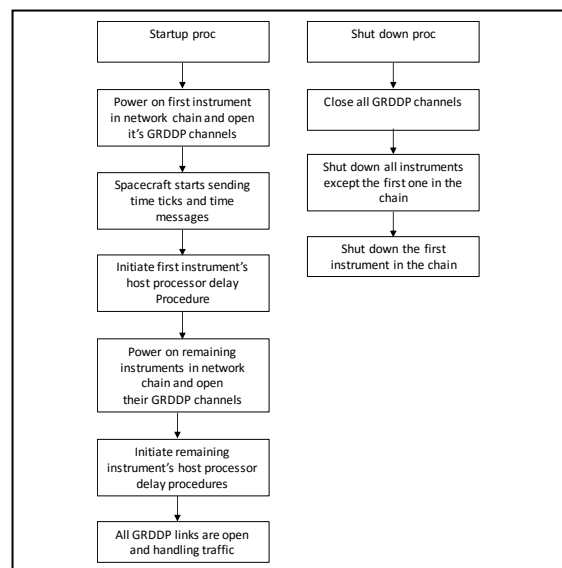 Startup proc
Power on first instrument
in network chain and open
it's GRDDP channels
Spacecraft starts sending
time ticks and time
messages
Initiate first instrument's
host processor delay
Procedure
Power on remaining
instruments in network
chain and open
their GRDDP channels
Initiate remaining
instrument's host processor
delay procedures
All GRDDP links are open
and handling traffic
Shut down proc
Close all GRDDP channels
Shut down all instruments
except the first one in the
chain
Shut down the first
instrument in the chain